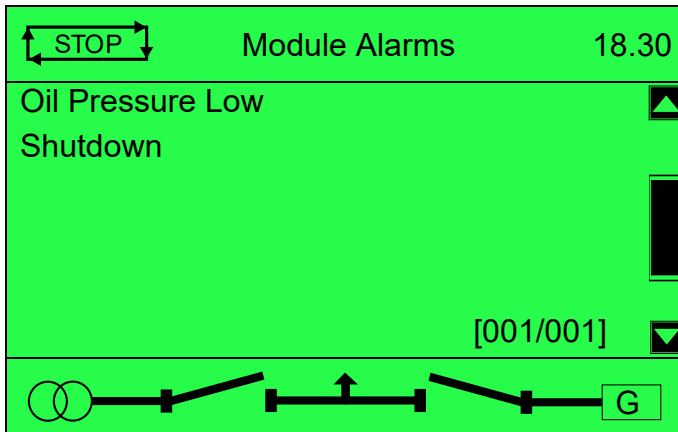 STOP Module Alarms 18.30
Oil Pressure Low
Shutdown
[001/001]
G